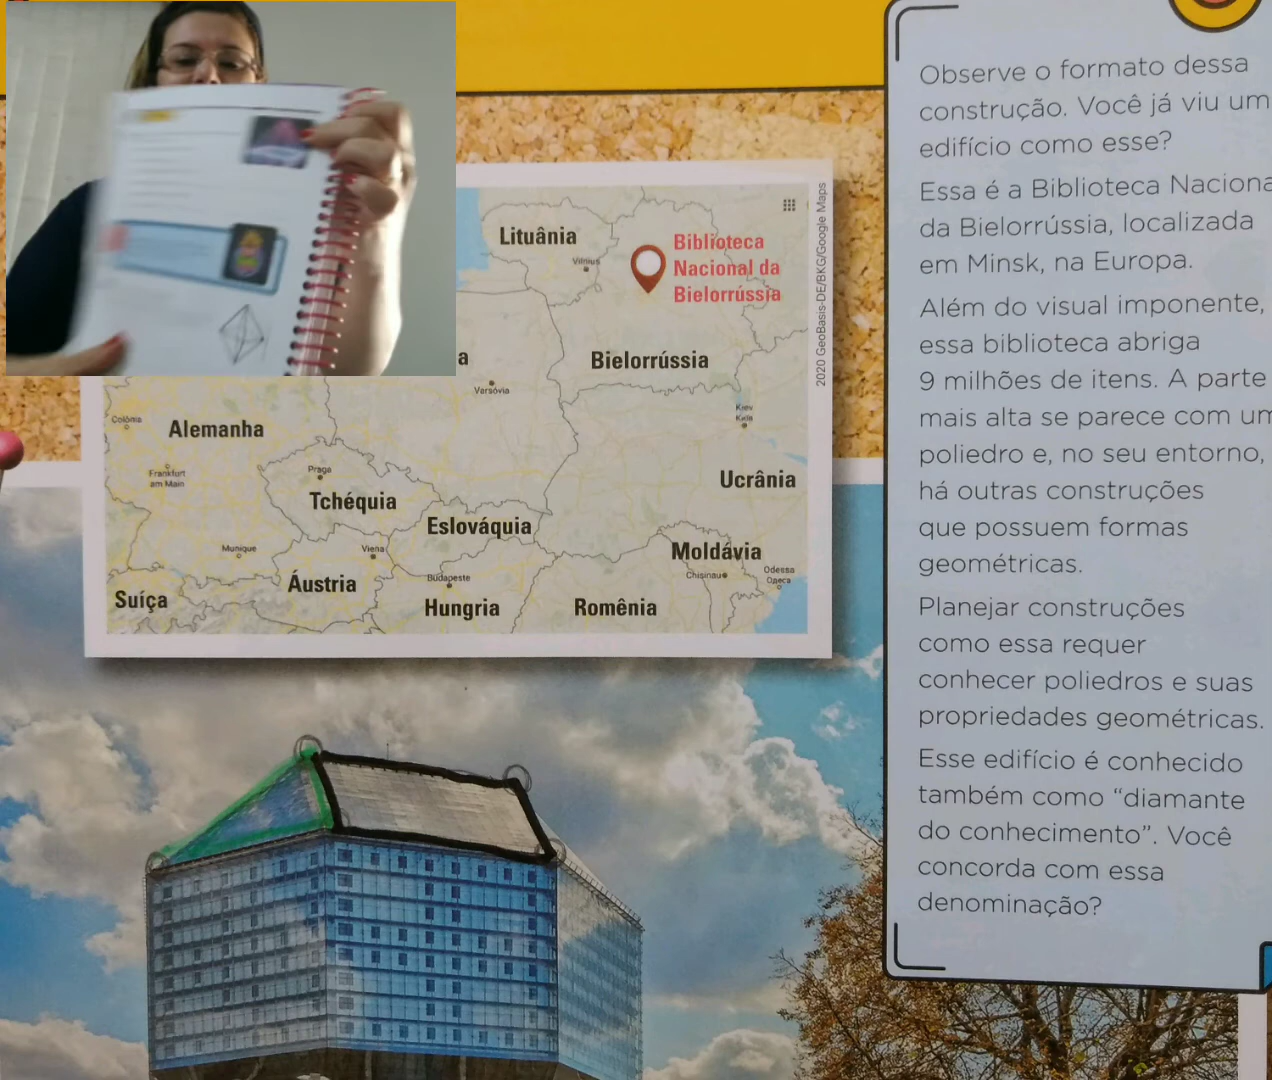 Lituânia
Vilnius
Biblioteca
Nacional da
Bielorrússia
Bielorrússia
a
Varsóvia
Colônia
Alemanha
Kiev
Київ
Frankfurt
am Main
Praga
Tchéquia
Ucrânia
Eslováquia
Munique
Viena
Moldávia
Chisinau
Odessa
Одеса
Áustria
Budapeste
Suíça
Hungria
Romênia
2020 GeoBasis-DE/BKG/Google Maps
Observe o formato dessa
construção. Você já viu um
edifício como esse?
Essa é a Biblioteca Naciona
da Bielorrússia, localizada
em Minsk, na Europa.
Além do visual imponente,
essa biblioteca abriga
9 milhões de itens. A parte
mais alta se parece com um
poliedro e, no seu entorno,
há outras construções
que possuem formas
geométricas.
Planejar construções
como essa requer
conhecer poliedros e suas
propriedades geométricas.
Esse edifício é conhecido
também como "diamante
do conhecimento". Você
concorda com essa
denominação?